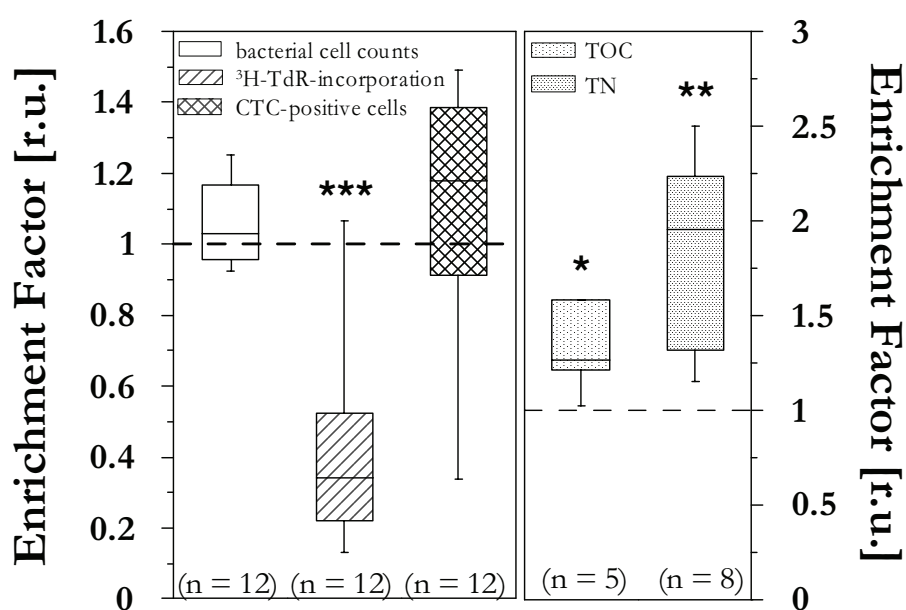 Enrichment Factor [r.u.]
1.6
1.4
1.2
1
0.8
0.6
0.4
0.2
0
bacterial cell counts
³H-TdR-incorporation
CTC-positive cells
***
(n = 12)
(n = 12)
(n = 12)
TOC
TN
*
**
(n = 5)
(n = 8)
3
2.5
2
1.5
1
0.5
0
Enrichment Factor [r.u.]